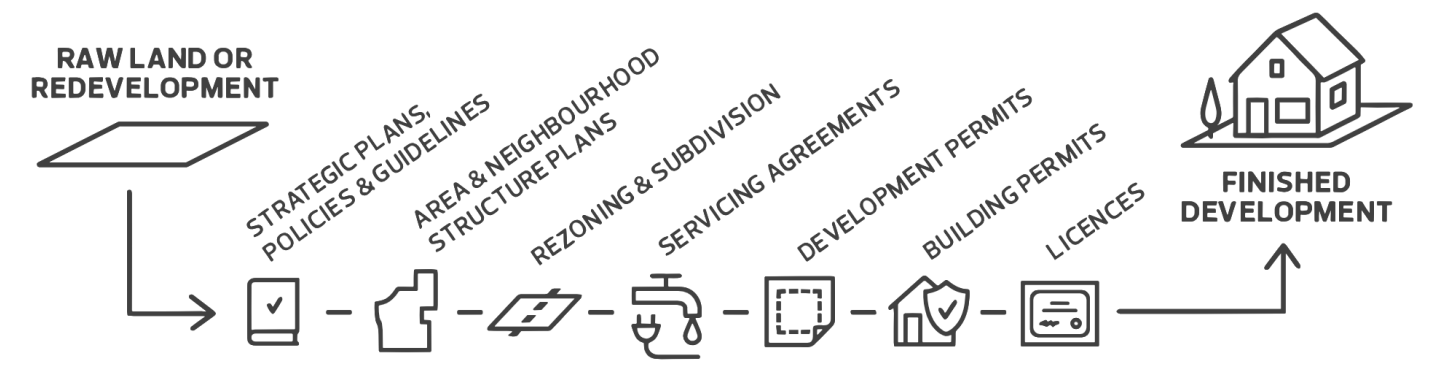 RAW LAND OR
REDEVELOPMENT
STRATEGIC PLANS,
POLICIES & GUIDELINES
AREA & NEIGHBOURHOOD
STRUCTURE PLANS
REZONING & SUBDIVISION
SERVICING AGREEMENTS
DEVELOPMENT PERMITS
BUILDING PERMITS
LICENCES
FINISHED
DEVELOPMENT